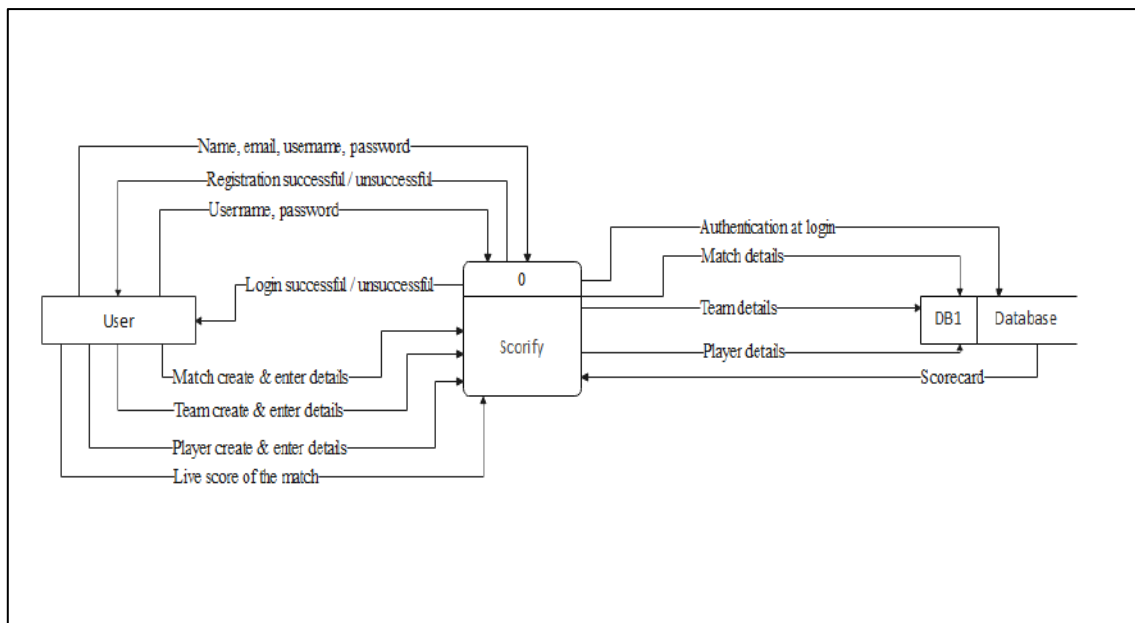 Name, email, username, password
Registration successful / unsuccessful
Username, password
Login successful / unsuccessful
User
Match create & enter details
Team create & enter details
Player create & enter details
Live score of the match
0
Scorify
Authentication at login
Match details
Team details
Player details
Scorecard
DB1
Database